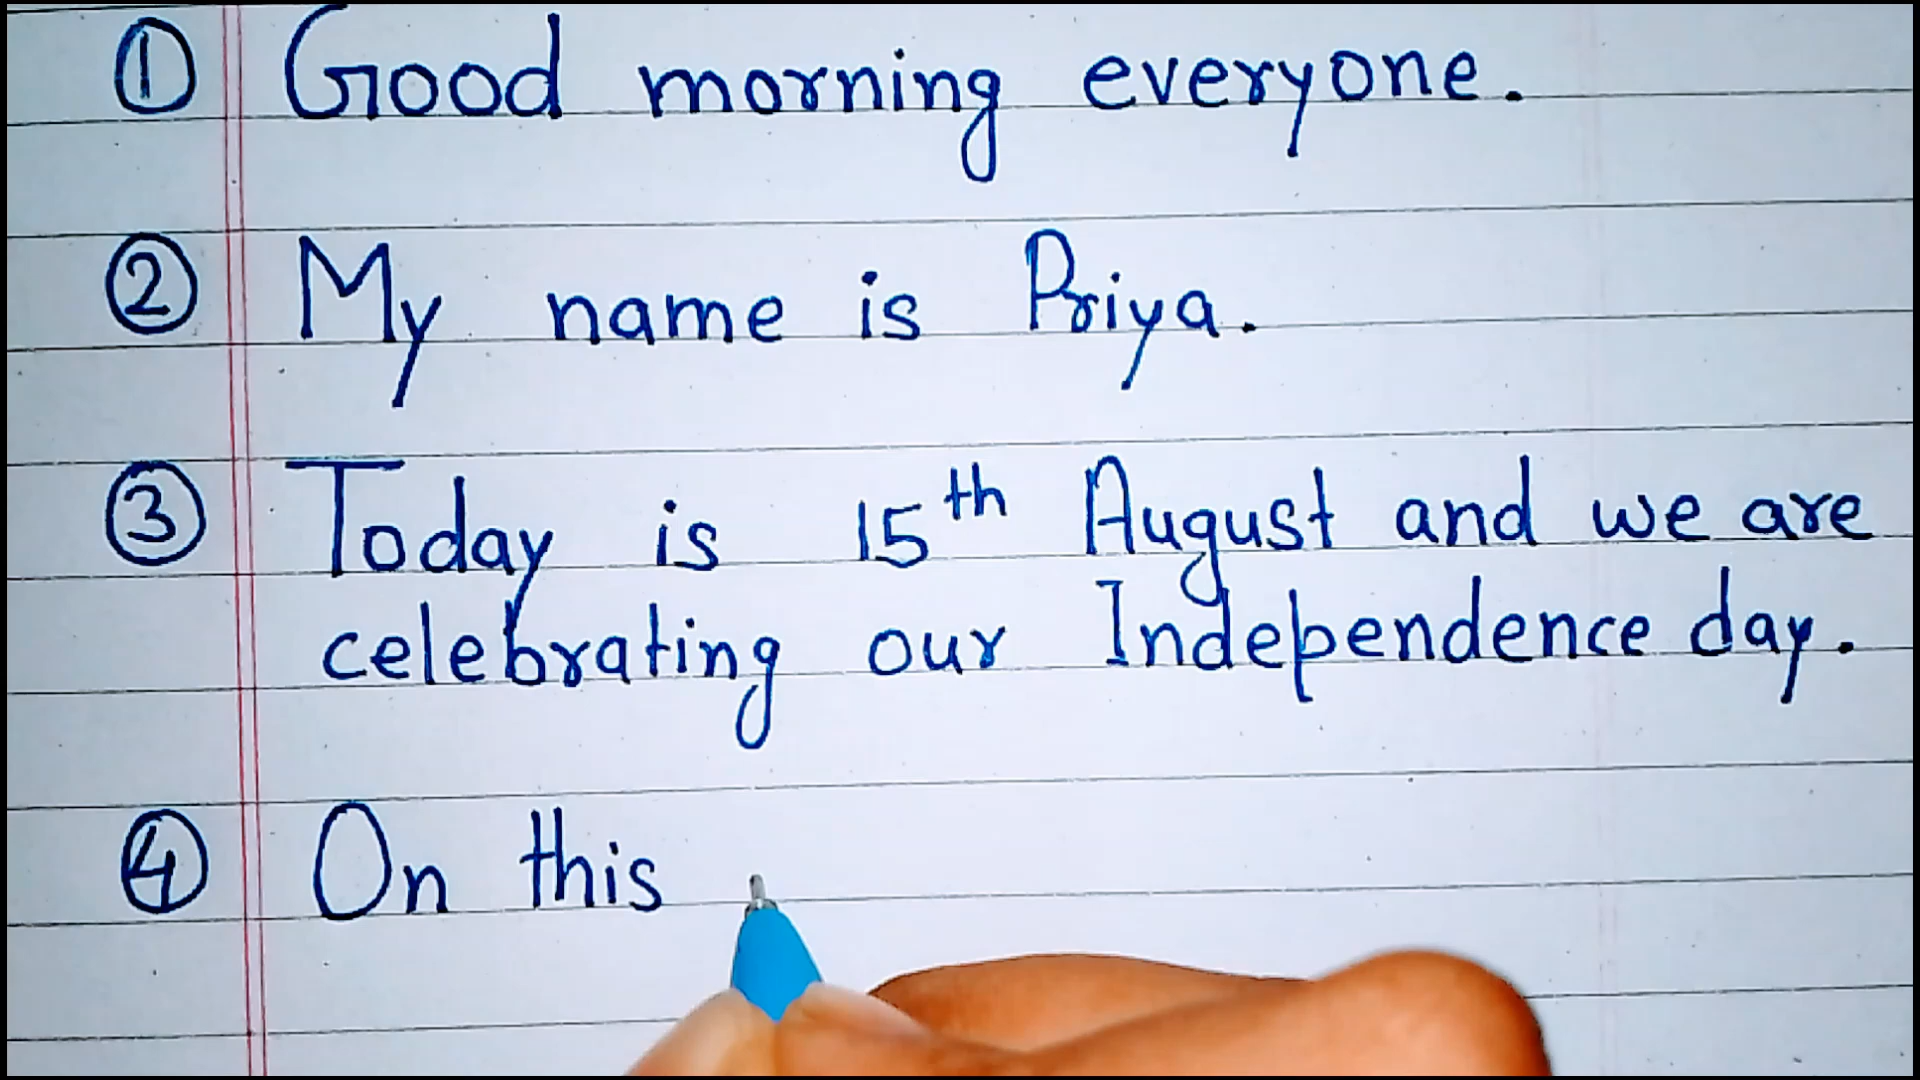 ① Good morning everyone.
② My name is Priya.
③ Today is 15th August and we are
celebrating our Independence day.
④ On this